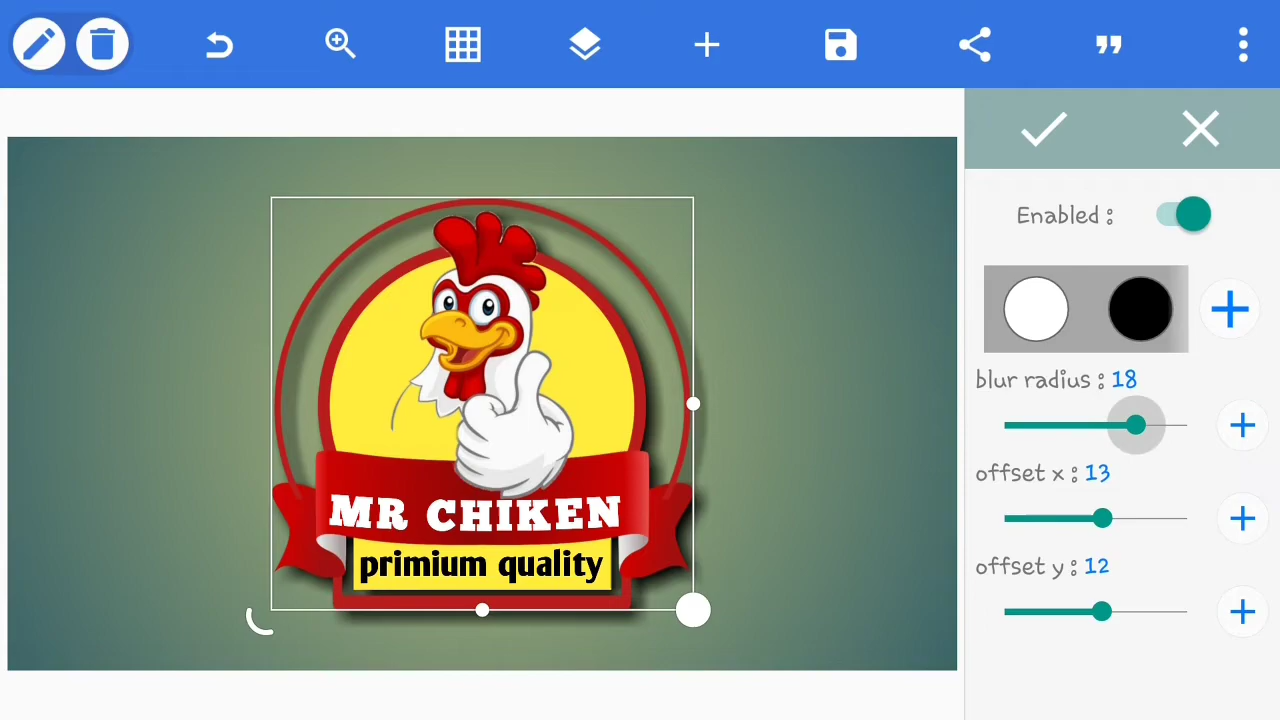 Enabled :
blur radius : 18
offset x : 13
offset y : 12
MR CHIKEN
primium quality